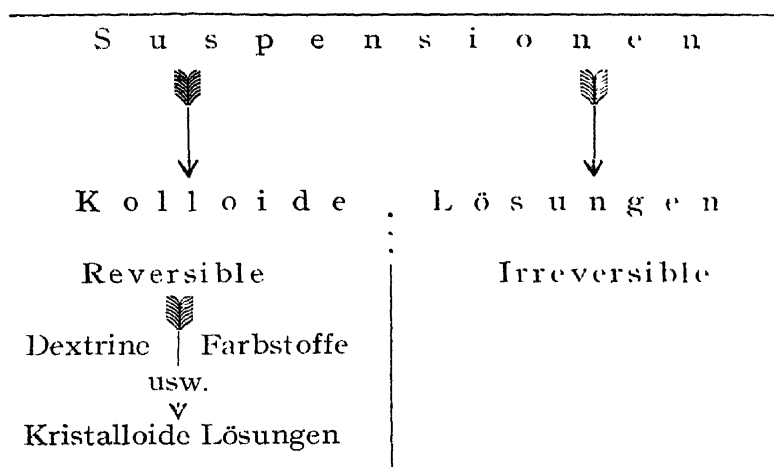 Suspensionen
Kolloide Lösungen
Reversible Irreversible
Dextrine Farbstoffe
usw.
Kristalloide Lösungen